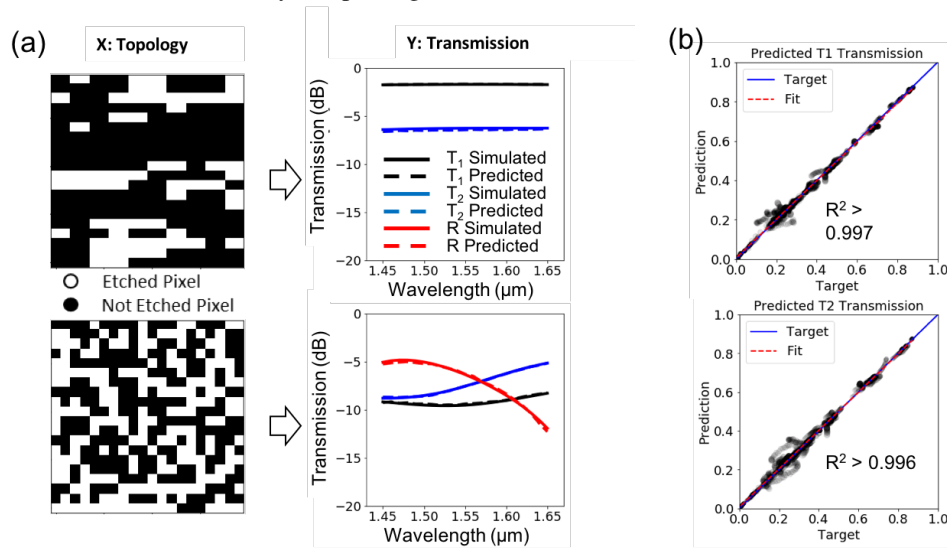 (a)
X: Topology
Etched Pixel
Not Etched Pixel
Y: Transmission
Transmission (dB)
0
−5
−10
−15
−20
T1 Simulated
T1 Predicted
T2 Simulated
T2 Predicted
R Simulated
R Predicted
1.45 1.50 1.55 1.60 1.65
Wavelength (μm)
Transmission (dB)
0
−5
−10
−15
−20
1.45 1.50 1.55 1.60 1.65
Wavelength (μm)
(b)
Predicted T1 Transmission
Prediction
1.0
0.8
0.6
0.4
0.2
0.0
Target
Fit
R2 >
0.997
0.0 0.2 0.4 0.6 0.8 1.0
Target
Predicted T2 Transmission
Prediction
1.0
0.8
0.6
0.4
0.2
0.0
Target
Fit
R2 > 0.996
0.0 0.2 0.4 0.6 0.8 1.0
Target